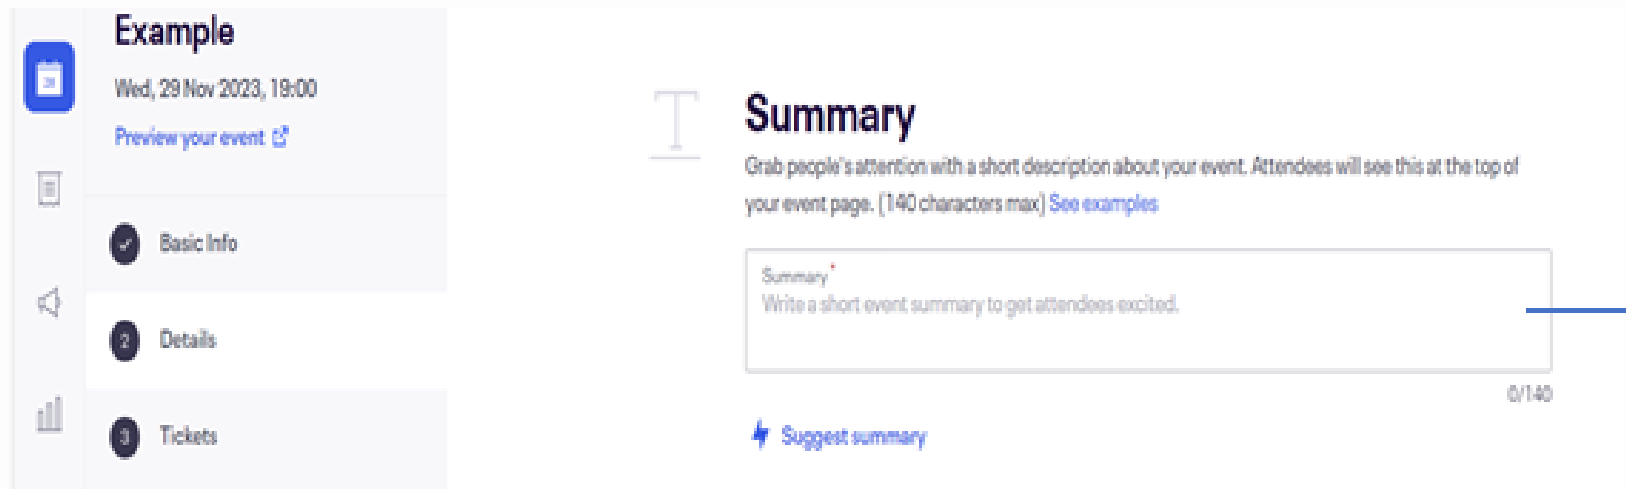 Example
Wed, 29 Nov 2023, 19:00
Preview your event
Basic Info
2 Details
3 Tickets
Summary
Grab people's attention with a short description about your event. Attendees will see this at the top of
your event page. (140 characters max) See examples
Summary*
Write a short event summary to get attendees excited.
0/140
Suggest summary